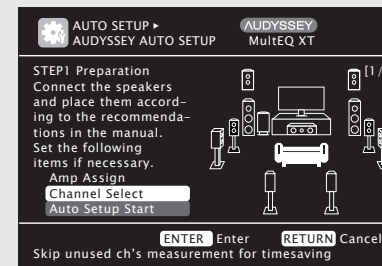 AUTO SETUP ▸
AUDYSSEY AUTO SETUP
AUDYSSEY
MultEQ XT
[1/
STEP1 Preparation
Connect the speakers
and place them accord-
ing to the recommenda-
tions in the manual.
Set the following
items if necessary.
Amp Assign
Channel Select
Auto Setup Start
ENTER Enter
RETURN Cancel
Skip unused ch's measurement for timesaving